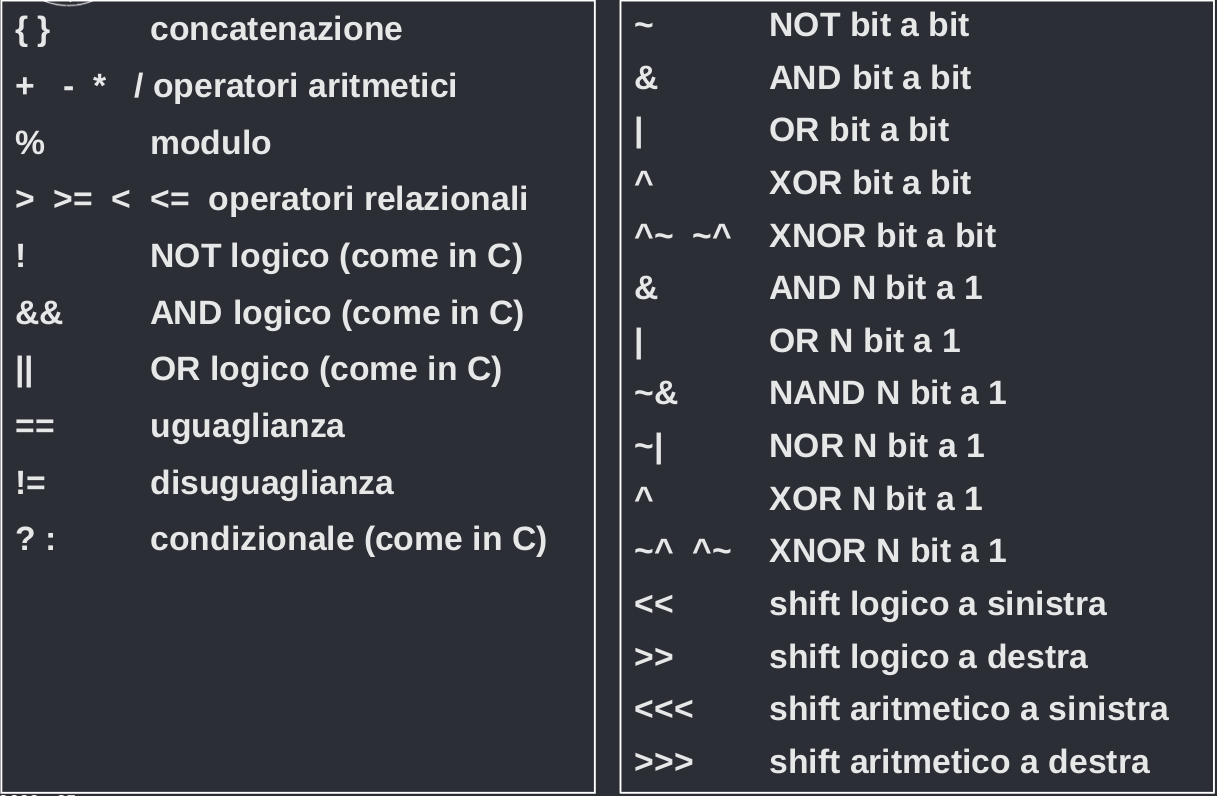 { } concatenazione
+ - * / operatori aritmetici
% modulo
> >= < <= operatori relazionali
! NOT logico (come in C)
&& AND logico (come in C)
|| OR logico (come in C)
== uguaglianza
!= disuguaglianza
? : condizionale (come in C)
~ NOT bit a bit
& AND bit a bit
| OR bit a bit
^ XOR bit a bit
^~ ~^ XNOR bit a bit
& AND N bit a 1
| OR N bit a 1
~& NAND N bit a 1
~| NOR N bit a 1
^ XOR N bit a 1
~^ ^~ XNOR N bit a 1
<< shift logico a sinistra
>> shift logico a destra
<<< shift aritmetico a sinistra
>>> shift aritmetico a destra